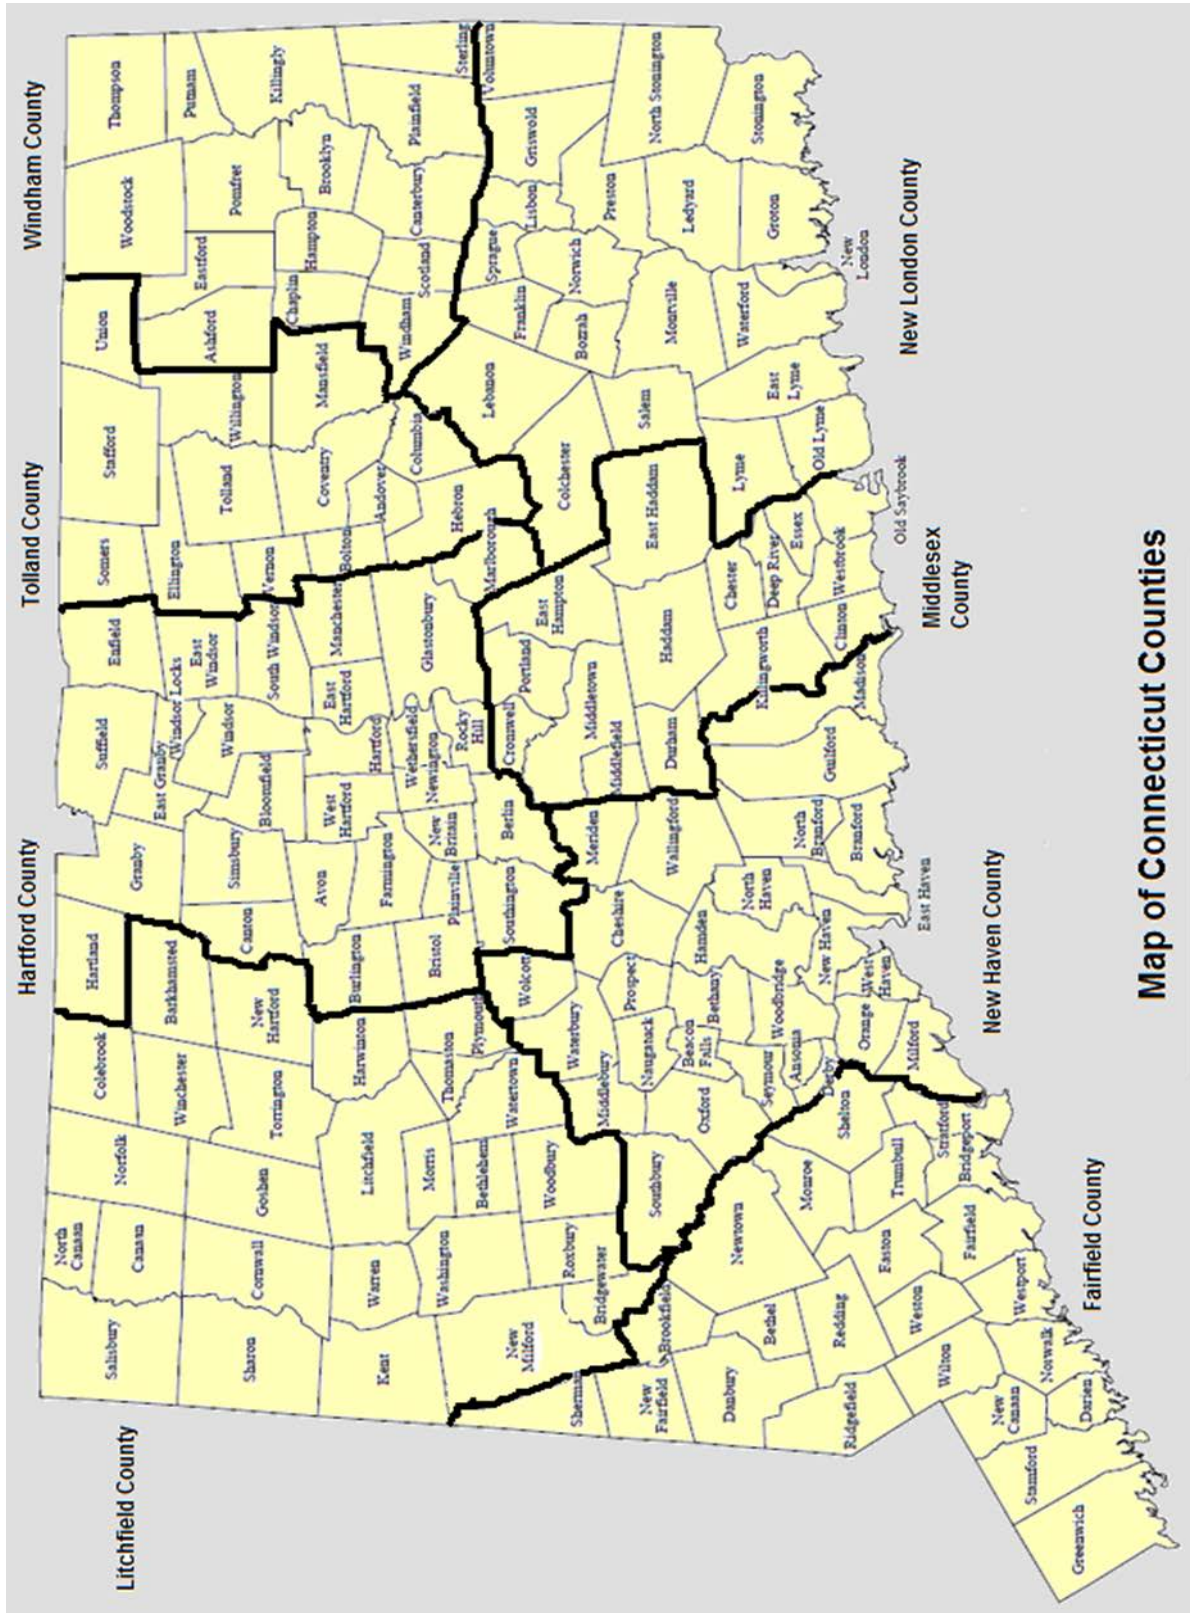 Litchfield County
Hartford County
Tolland County
Windham County
Salisbury
North
Canaan
Canaan
Norfolk
Colebrook
Hartland
Granby
Suffield
East Granby
Enfield
Somers
Stafford
Union
Woodstock
Thompson
Sharon
Cornwall
Goshen
Winchester
Torrington
Barkhamsted
New
Hartford
Canton
Simsbury
Bloomfield
Windsor Locks
Windsor
East
Windsor
South Windsor
Ellington
Vernon
Tolland
Willington
Ashford
Eastford
Pomfret
Putnam
Killingly
Kent
Warren
Litchfield
Morris
Harwinton
Burlington
Avon
Farmington
West
Hartford
Hartford
East
Hartford
Manchester
Bolton
Coventry
Andover
Mansfield
Chaplin
Hampton
Brooklyn
Plainfield
Sterling
New
Milford
Washington
Bethlehem
Thomaston
Plymouth
Watertown
Bristol
Plainville
New
Britain
Newington
Wethersfield
Rocky
Hill
Glastonbury
Marlborough
Hebron
Columbia
Windham
Scotland
Canterbury
Voluntown
Sherman
Bridgewater
Roxbury
Woodbury
Middlebury
Waterbury
Wolcott
Southington
Berlin
Cromwell
Portland
East
Hampton
Colchester
Lebanon
Franklin
Sprague
Lisbon
Griswold
New
Fairfield
Brookfield
Southbury
Oxford
Naugatuck
Beacon
Falls
Prospect
Cheshire
Meriden
Middlefield
Middletown
Haddam
East Haddam
Salem
Bozrah
Norwich
Preston
North Stonington
Danbury
Bethel
Newtown
Monroe
Seymour
Ansonia
Derby
Bethany
Woodbridge
Hamden
North
Haven
Wallingford
Durham
Killingworth
Chester
Deep River
Essex
Lyme
Montville
Ledyard
Ridgefield
Redding
Easton
Trumbull
Shelton
Orange
West
Haven
New Haven
North
Branford
Branford
Guilford
Madison
Clinton
Westbrook
Old Lyme
East
Lyme
Waterford
Groton
Stonington
New
London
Old Saybrook
East Haven
Milford
Stratford
Bridgeport
Fairfield
Weston
Wilton
Westport
Norwalk
New
Canaan
Darien
Stamford
Greenwich
Fairfield County
New Haven County
Middlesex
County
New London County
Map of Connecticut Counties